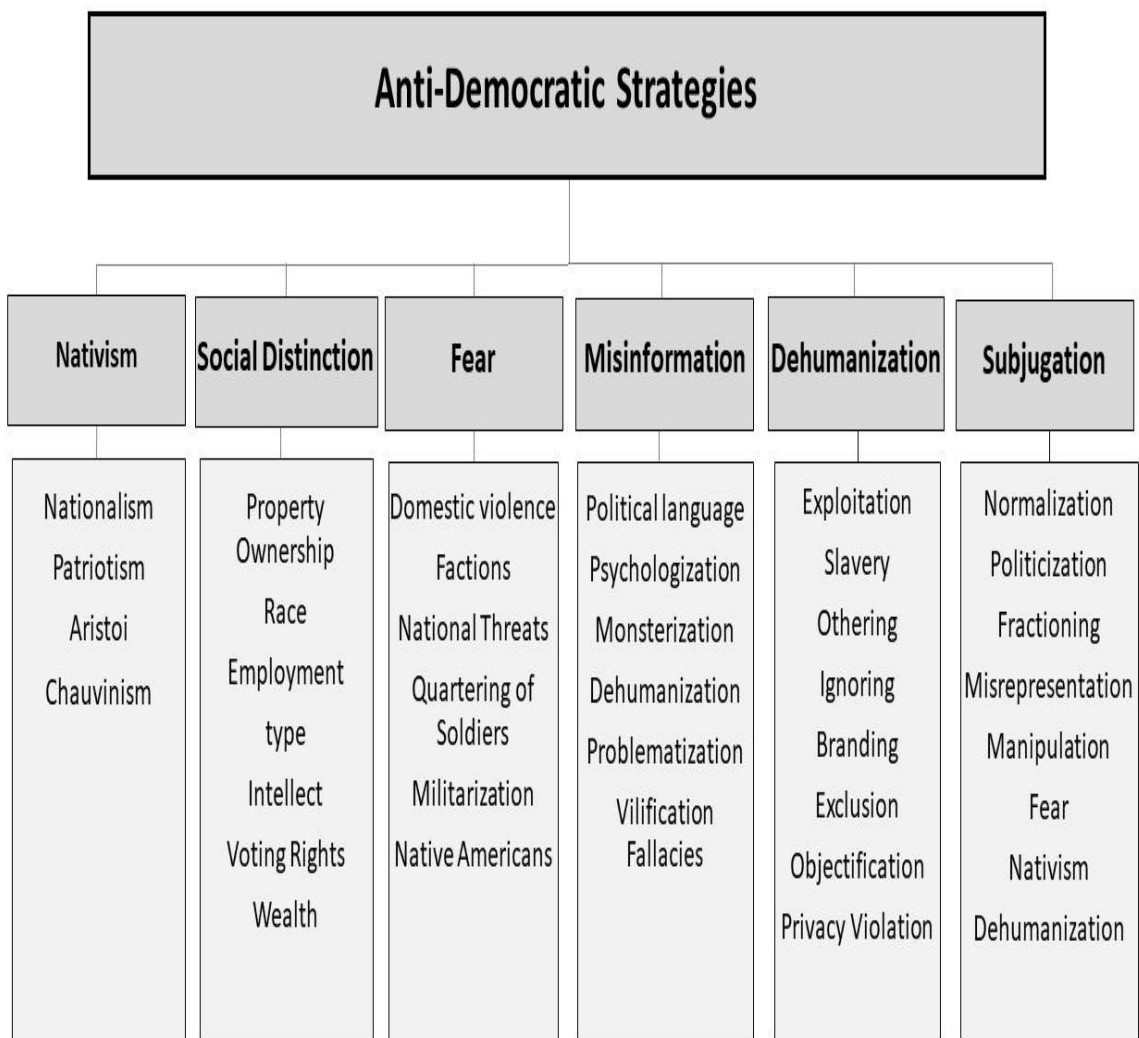 Anti-Democratic Strategies
Nativism
Nationalism
Patriotism
Aristoi
Chauvinism
Social Distinction
Property
Ownership
Race
Employment
type
Intellect
Voting Rights
Wealth
Fear
Domestic violence
Factions
National Threats
Quartering of
Soldiers
Militarization
Native Americans
Misinformation
Political language
Psychologization
Monsterization
Dehumanization
Problematization
Vilification
Fallacies
Dehumanization
Exploitation
Slavery
Othering
Ignoring
Branding
Exclusion
Objectification
Privacy Violation
Subjugation
Normalization
Politicization
Fractioning
Misrepresentation
Manipulation
Fear
Nativism
Dehumanization